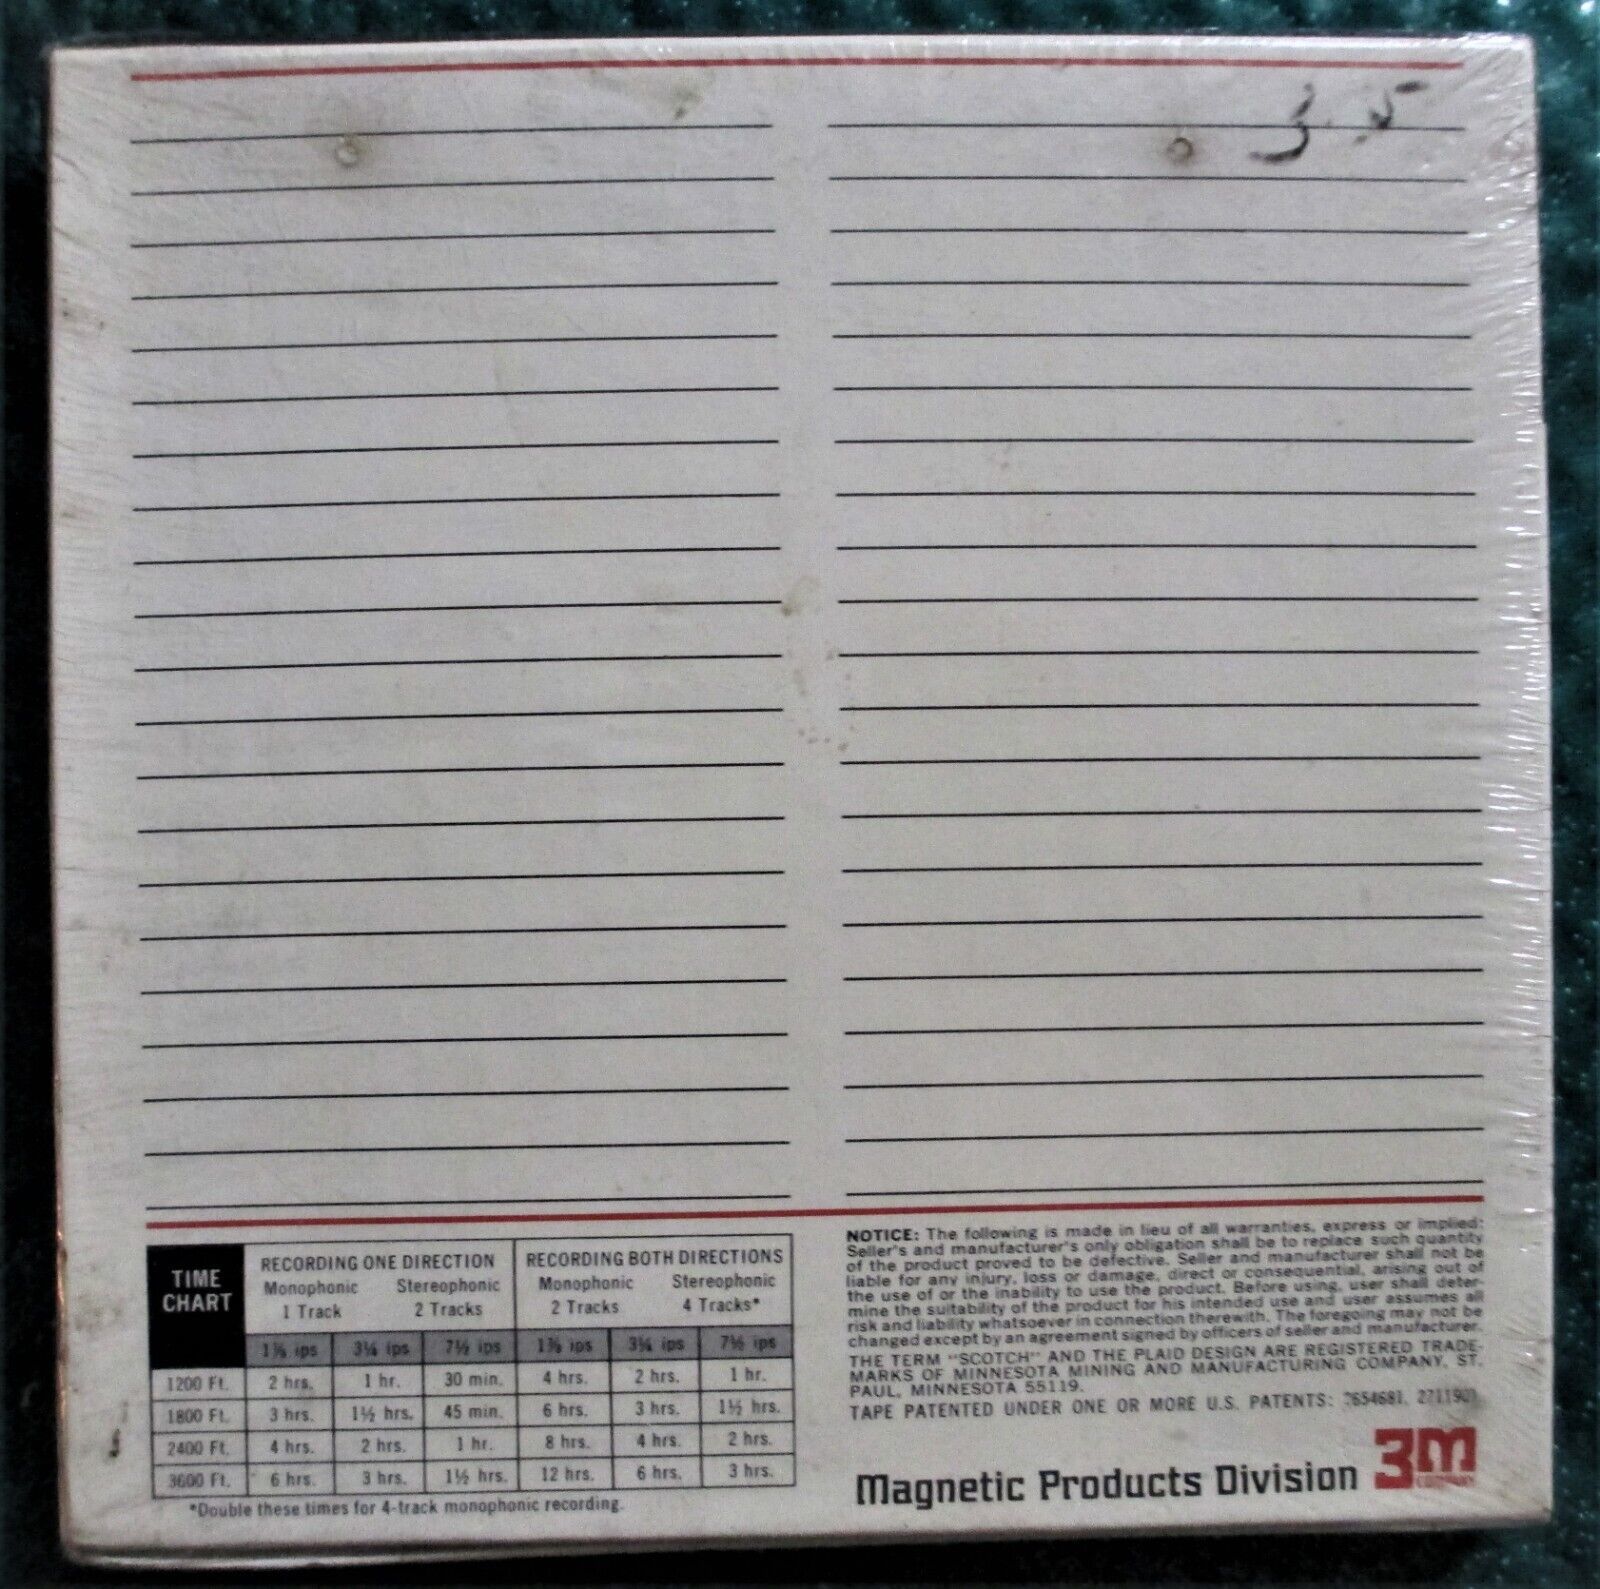 TIME CHART
RECORDING ONE DIRECTION
RECORDING BOTH DIRECTIONS
Monophonic Stereophonic Monophonic Stereophonic
1 Track 2 Tracks 2 Tracks 4 Tracks*
1⅞ ips 3¾ ips 7½ ips 1⅞ ips 3¾ ips 7½ ips
1200 Ft. 2 hrs. 1 hr. 30 min. 4 hrs. 2 hrs. 1 hr.
1800 Ft. 3 hrs. 1½ hrs. 45 min. 6 hrs. 3 hrs. 1½ hrs.
2400 Ft. 4 hrs. 2 hrs. 1 hr. 8 hrs. 4 hrs. 2 hrs.
3600 Ft. 6 hrs. 3 hrs. 1½ hrs. 12 hrs. 6 hrs. 3 hrs.
*Double these times for 4-track monophonic recording.
NOTICE: The following is made in lieu of all warranties, express or implied:
Seller's and manufacturer's only obligation shall be to replace such quantity
of the product proved to be defective. Seller and manufacturer shall not be
liable for any injury, loss or damage, direct or consequential, arising out of
the use of or the inability to use the product. Before using, user shall deter-
mine the suitability of the product for his intended use and user assumes all
risk and liability whatsoever in connection therewith. The foregoing may not be
changed except by an agreement signed by officers of seller and manufacturer.
THE TERM "SCOTCH" AND THE PLAID DESIGN ARE REGISTERED TRADE-
MARKS OF MINNESOTA MINING AND MANUFACTURING COMPANY, ST.
PAUL, MINNESOTA 55119.
TAPE PATENTED UNDER ONE OR MORE U.S. PATENTS:
Magnetic Products Division 3M
COMPANY